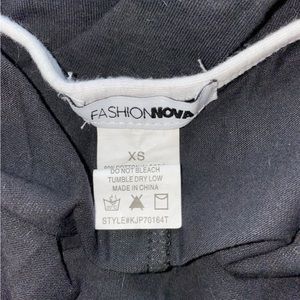 FASHIONNOVA
XS
DO NOT BLEACH
TUMBLE DRY LOW
MADE IN CHINA
STYLE#KJP70164T